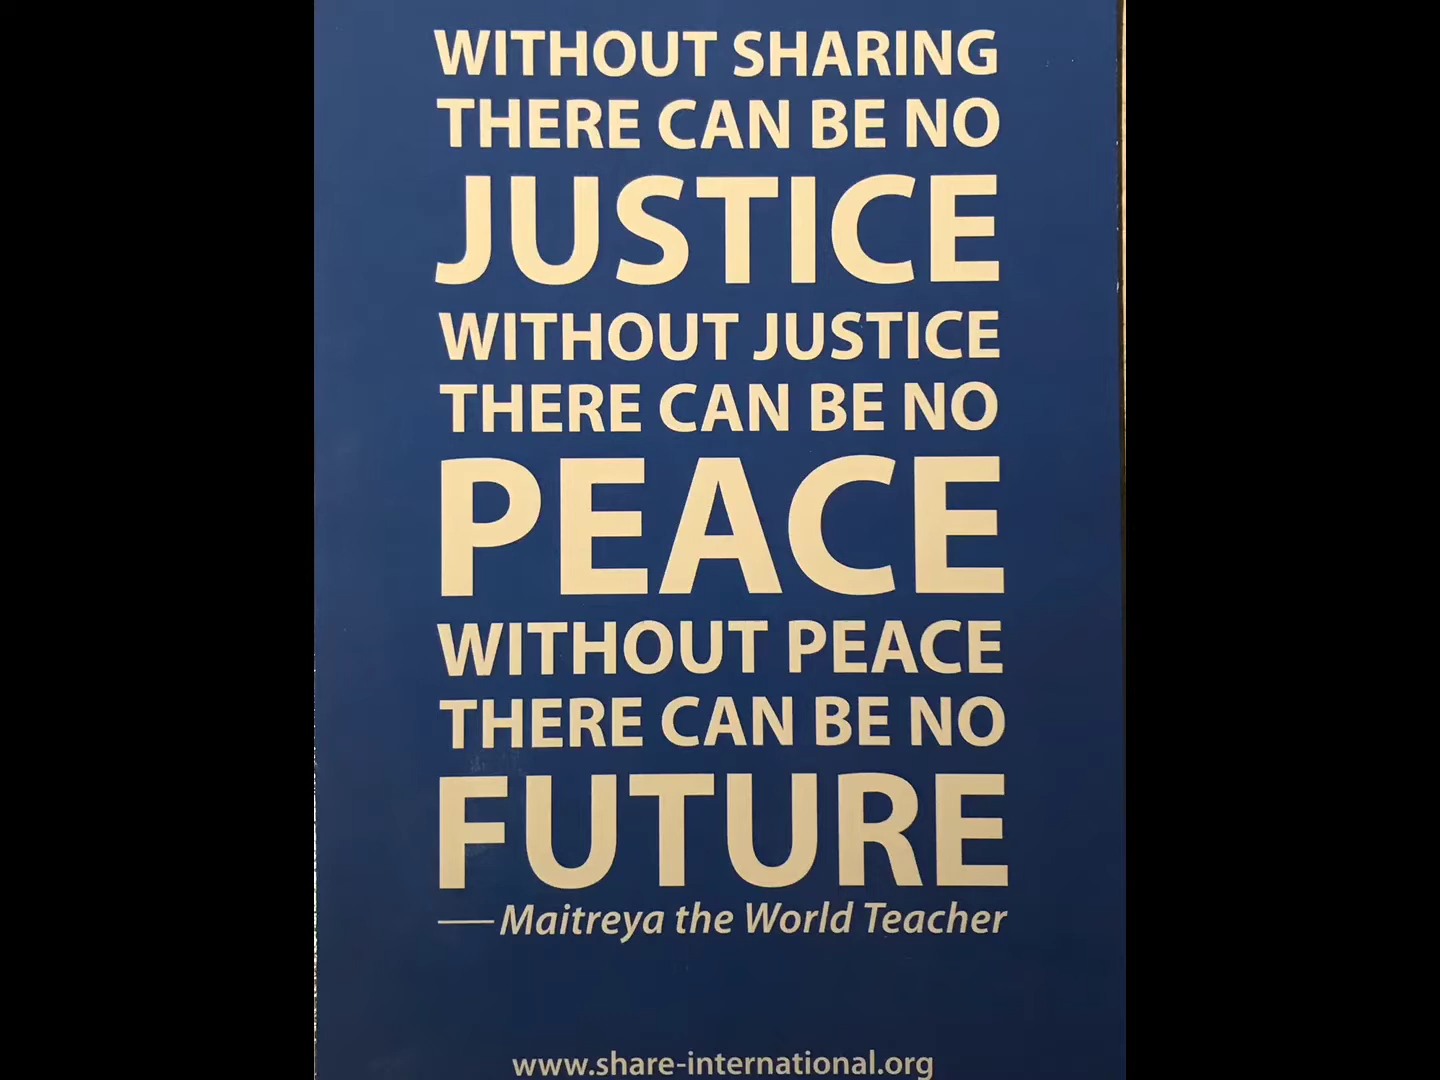 WITHOUT SHARING
THERE CAN BE NO
JUSTICE
WITHOUT JUSTICE
THERE CAN BE NO
PEACE
WITHOUT PEACE
THERE CAN BE NO
FUTURE
—Maitreya the World Teacher
www.share-international.org